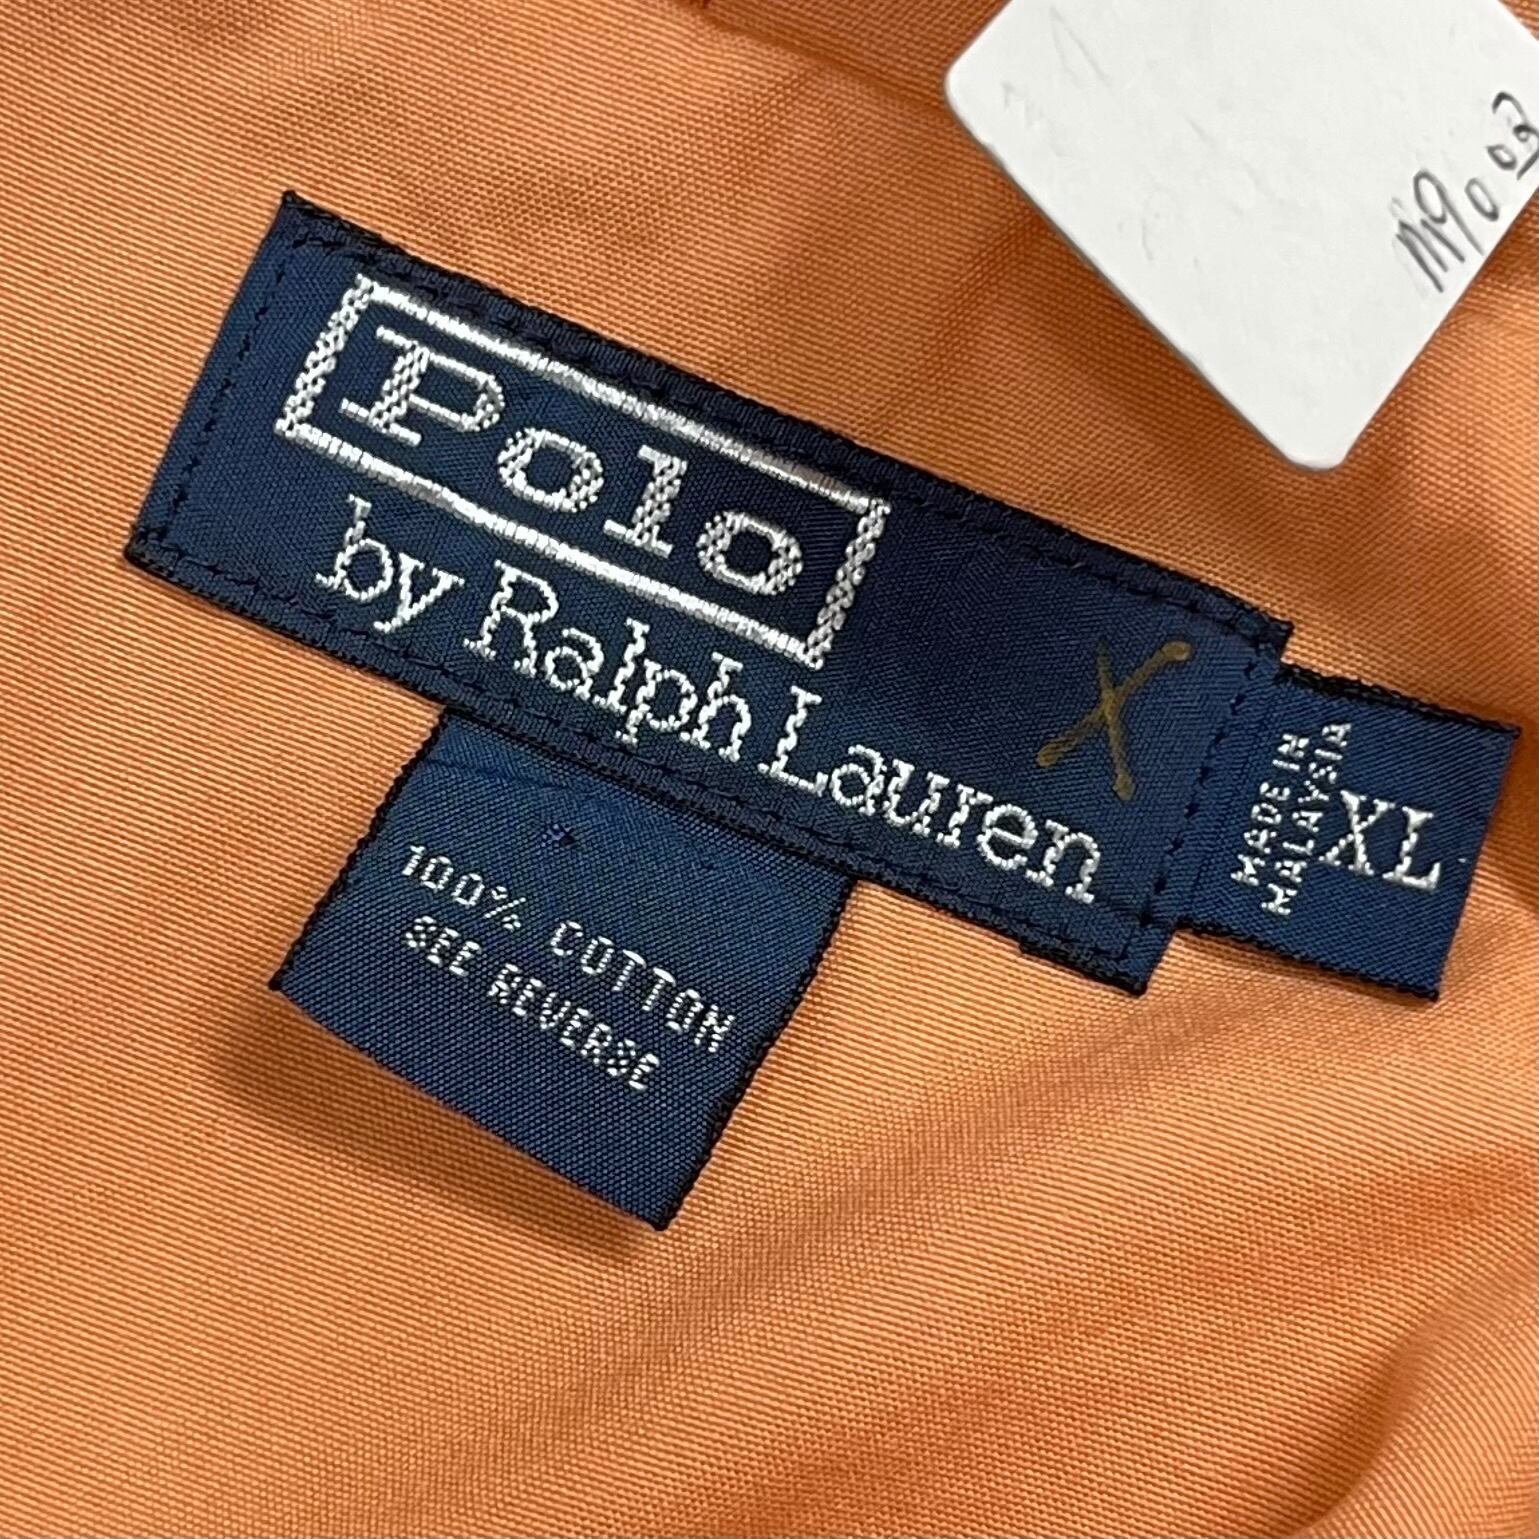 Polo
by Ralph Lauren
X
MADE IN
MALAYSIA
XL
100% COTTON
SEE REVERSE